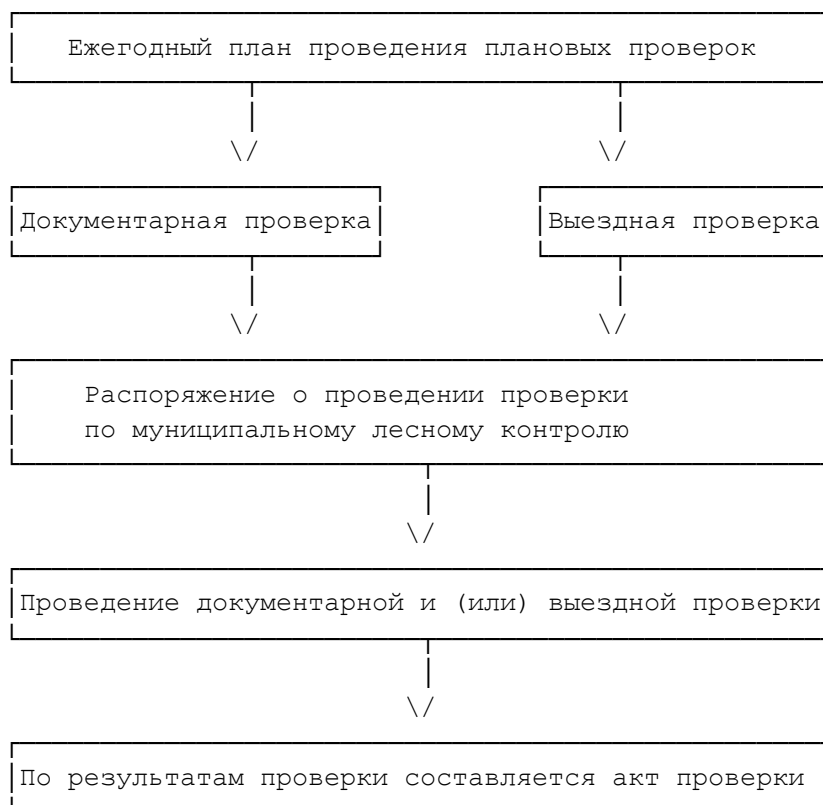 Ежегодный план проведения плановых проверок
Документарная проверка
Выездная проверка
Распоряжение о проведении проверки
по муниципальному лесному контролю
Проведение документарной и (или) выездной проверки
По результатам проверки составляется акт проверки